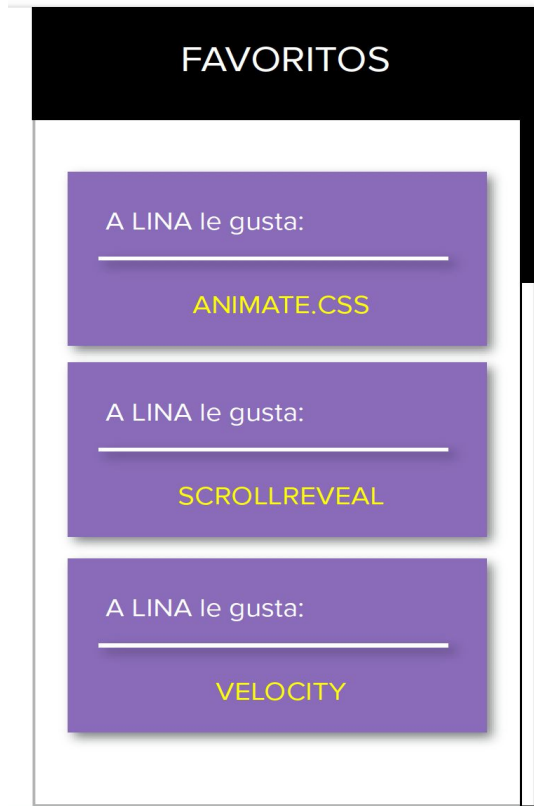 FAVORITOS
A LINA le gusta:
ANIMATE.CSS
A LINA le gusta:
SCROLLREVEAL
A LINA le gusta:
VELOCITY